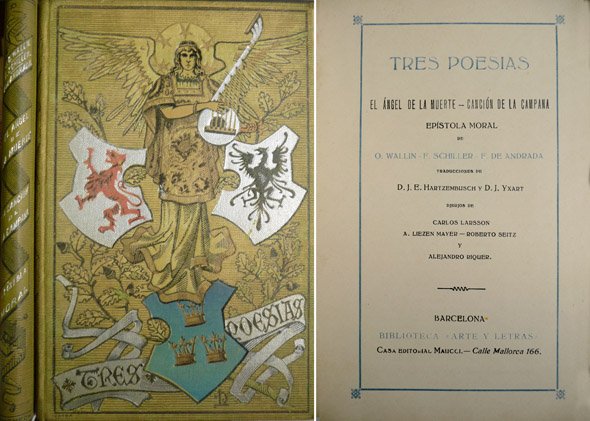 TRES
POESIAS
TRES POESIAS
EL ÁNGEL DE LA MUERTE — CANCIÓN DE LA CAMPANA
EPÍSTOLA MORAL
DE
O. WALLIN - F. SCHILLER - F. DE ANDRADA
TRADUCCIONES DE
D. J. E. HARTZENBUSCH Y D. J. YXART
DIBUJOS DE
CARLOS LARSSON
A. LIEZEN MAYER — ROBERTO SEITZ
Y
ALEJANDRO RIQUER.
BARCELONA
BIBLIOTECA «ARTE Y LETRAS»
CASA EDITORIAL MAUCCI. — Calle Mallorca 166.